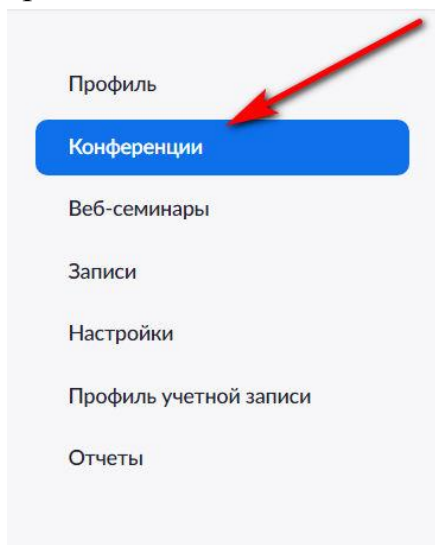 Профиль
Конференции
Веб-семинары
Записи
Настройки
Профиль учетной записи
Отчеты